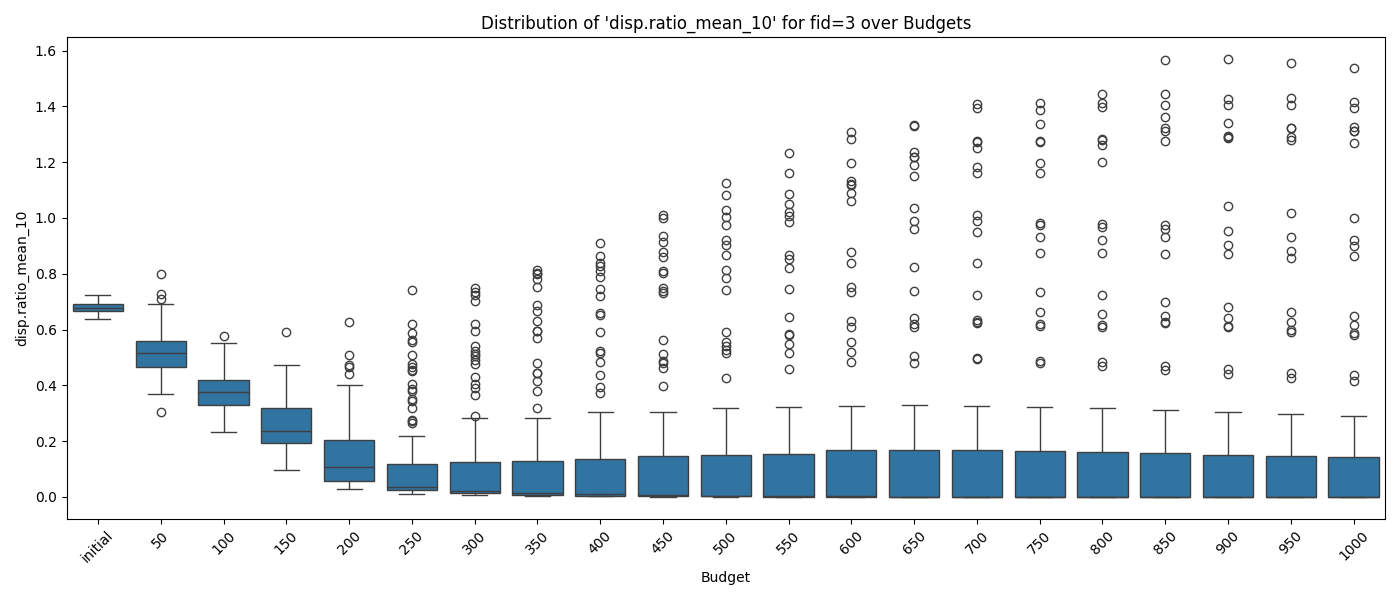 Distribution of 'disp.ratio_mean_10' for fid=3 over Budgets
disp.ratio_mean_10
1.6
1.4
1.2
1.0
0.8
0.6
0.4
0.2
0.0
initial 50 100 150 200 250 300 350 400 450 500 550 600 650 700 750 800 850 900 950 1000
Budget